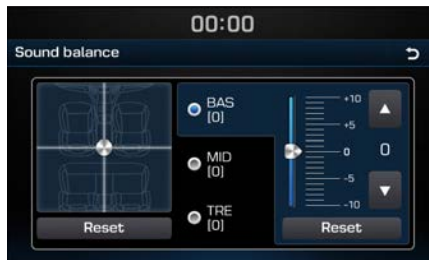 00:00
Sound balance
BAS
[0]
MID
[0]
TRE
[0]
+10
+5
0
-5
-10
0
Reset
Reset